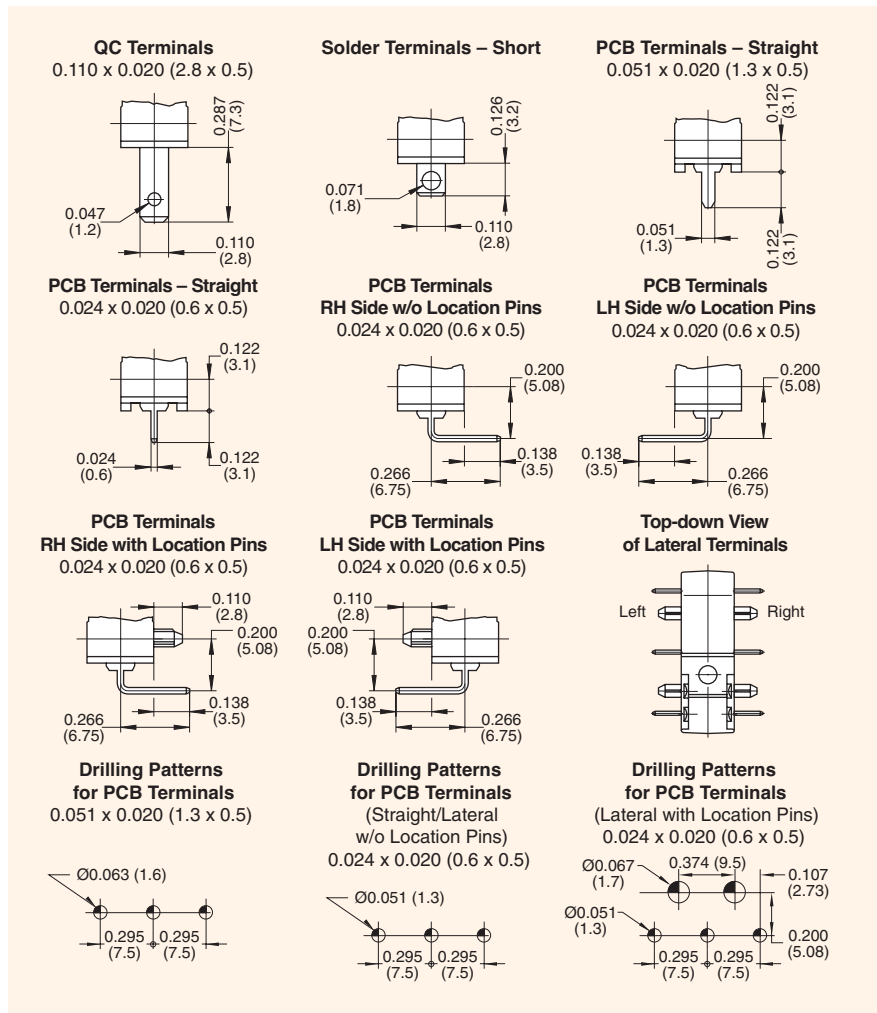 QC Terminals
0.110 x 0.020 (2.8 x 0.5)
0.287
(7.3)
0.047
(1.2)
0.110
(2.8)
Solder Terminals – Short
0.126
(3.2)
0.071
(1.8)
0.110
(2.8)
PCB Terminals – Straight
0.051 x 0.020 (1.3 x 0.5)
0.122
(3.1)
0.051
(1.3)
0.122
(3.1)
PCB Terminals – Straight
0.024 x 0.020 (0.6 x 0.5)
0.122
(3.1)
0.024
(0.6)
0.122
(3.1)
PCB Terminals
RH Side w/o Location Pins
0.024 x 0.020 (0.6 x 0.5)
0.200
(5.08)
0.138
(3.5)
0.266
(6.75)
PCB Terminals
LH Side w/o Location Pins
0.024 x 0.020 (0.6 x 0.5)
0.200
(5.08)
0.138
(3.5)
0.266
(6.75)
PCB Terminals
RH Side with Location Pins
0.024 x 0.020 (0.6 x 0.5)
0.110
(2.8)
0.200
(5.08)
0.138
(3.5)
0.266
(6.75)
PCB Terminals
LH Side with Location Pins
0.024 x 0.020 (0.6 x 0.5)
0.110
(2.8)
0.200
(5.08)
0.138
(3.5)
0.266
(6.75)
Top-down View
of Lateral Terminals
Left
Right
Drilling Patterns
for PCB Terminals
0.051 x 0.020 (1.3 x 0.5)
Ø0.063 (1.6)
0.295
(7.5)
0.295
(7.5)
Drilling Patterns
for PCB Terminals
(Straight/Lateral
w/o Location Pins)
0.024 x 0.020 (0.6 x 0.5)
Ø0.051 (1.3)
0.295
(7.5)
0.295
(7.5)
Drilling Patterns
for PCB Terminals
(Lateral with Location Pins)
0.024 x 0.020 (0.6 x 0.5)
Ø0.067
(1.7)
0.374 (9.5)
0.107
(2.73)
Ø0.051
(1.3)
0.200
(5.08)
0.295
(7.5)
0.295
(7.5)